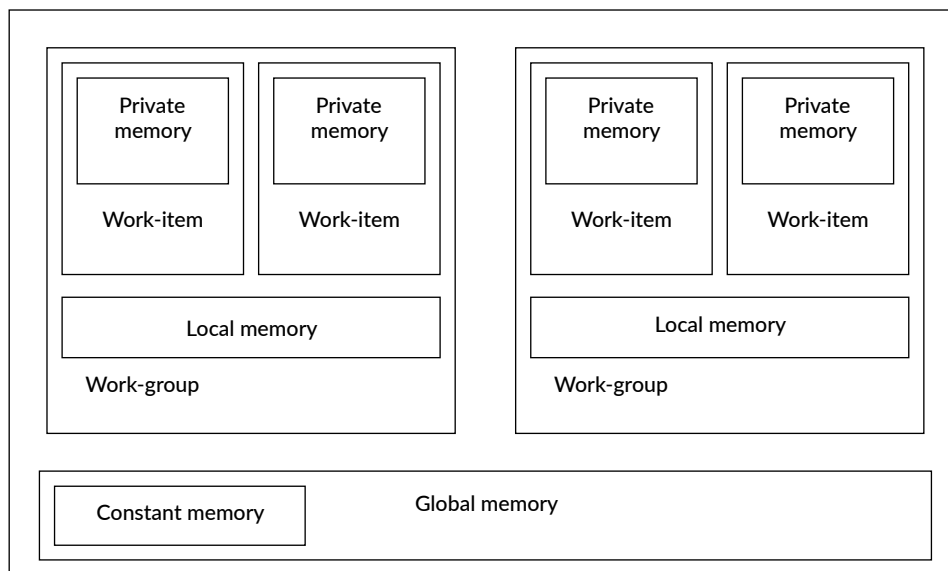 Private
memory
Private
memory
Private
memory
Private
memory
Work-item
Work-item
Work-item
Work-item
Local memory
Local memory
Work-group
Work-group
Constant memory
Global memory